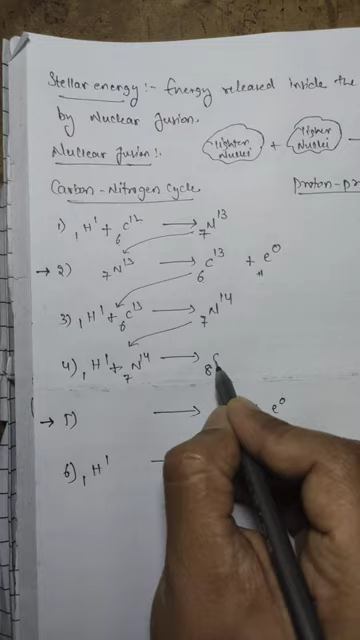 Stellar energy :- Energy released inside the
by Nuclear fusion.
Nuclear fusion :-
Lighter Nuclei + Lighter Nuclei
Carbon - Nitrogen cycle
Proton - pr
1) ₁H¹ + ₆C¹² → ₇N¹³
→ 2) ₇N¹³ → ₆C¹³ + ₊₁e⁰
3) ₁H¹ + ₆C¹³ → ₇N¹⁴
4) ₁H¹ + ₇N¹⁴ → ₈
→ 5) → e⁰
6) ₁H¹